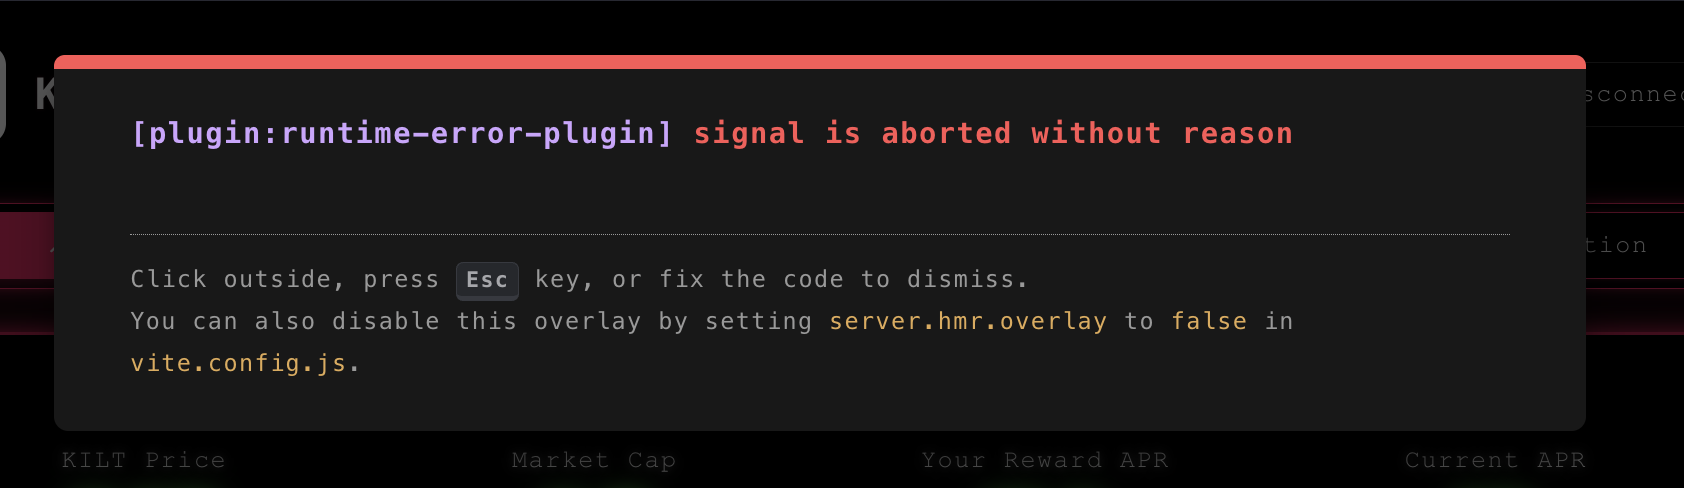 K
[plugin:runtime-error-plugin] signal is aborted without reason
Click outside, press Esc key, or fix the code to dismiss.
You can also disable this overlay by setting server.hmr.overlay to false in
vite.config.js.
KILT Price
Market Cap
Your Reward APR
Current APR